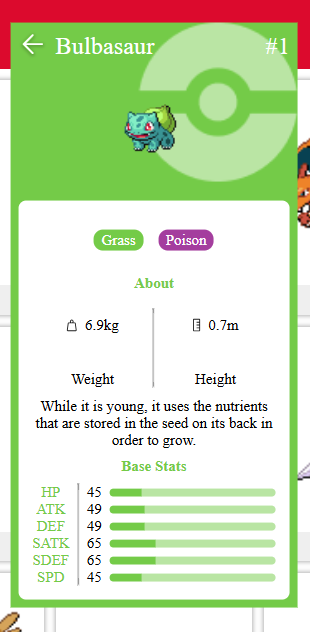 Bulbasaur #1
Grass Poison
About
6.9kg 0.7m
Weight Height
While it is young, it uses the nutrients
that are stored in the seed on its back in
order to grow.
Base Stats
HP 45
ATK 49
DEF 49
SATK 65
SDEF 65
SPD 45